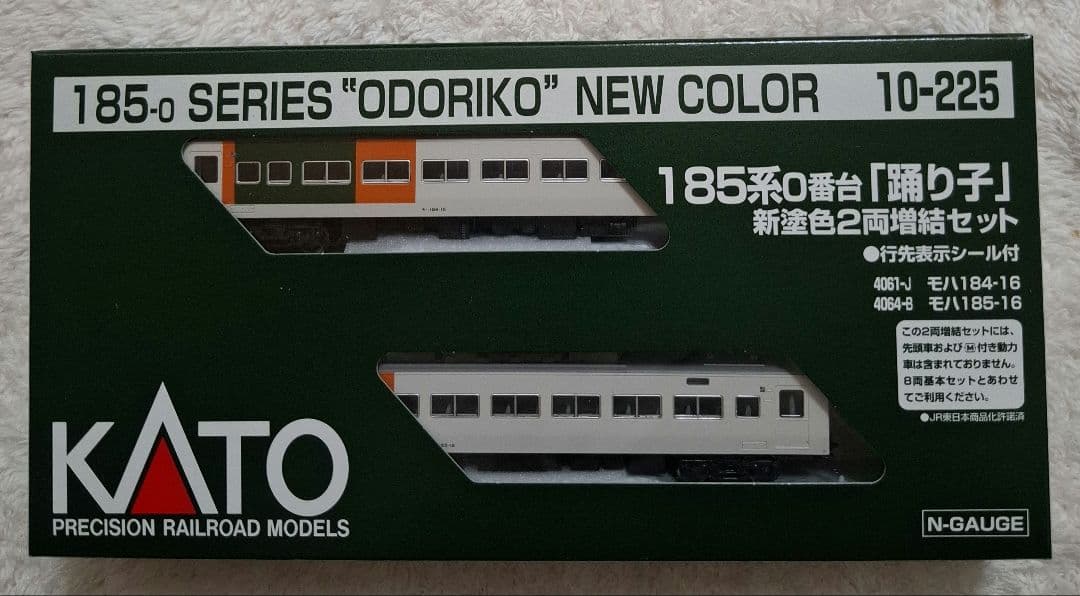 185-0 SERIES "ODORIKO" NEW COLOR 10-225
185系0番台「踊り子」
新塗色2両増結セット
●行先表示シール付
4061-J モハ184-16
4064-B モハ185-16
この2両増結セットには、
先頭車および Ⓜ 付き動力
車は含まれておりません。
8両基本セットとあわせ
てご利用ください。
●JR東日本商品化許諾済
KATO
PRECISION RAILROAD MODELS
N-GAUGE